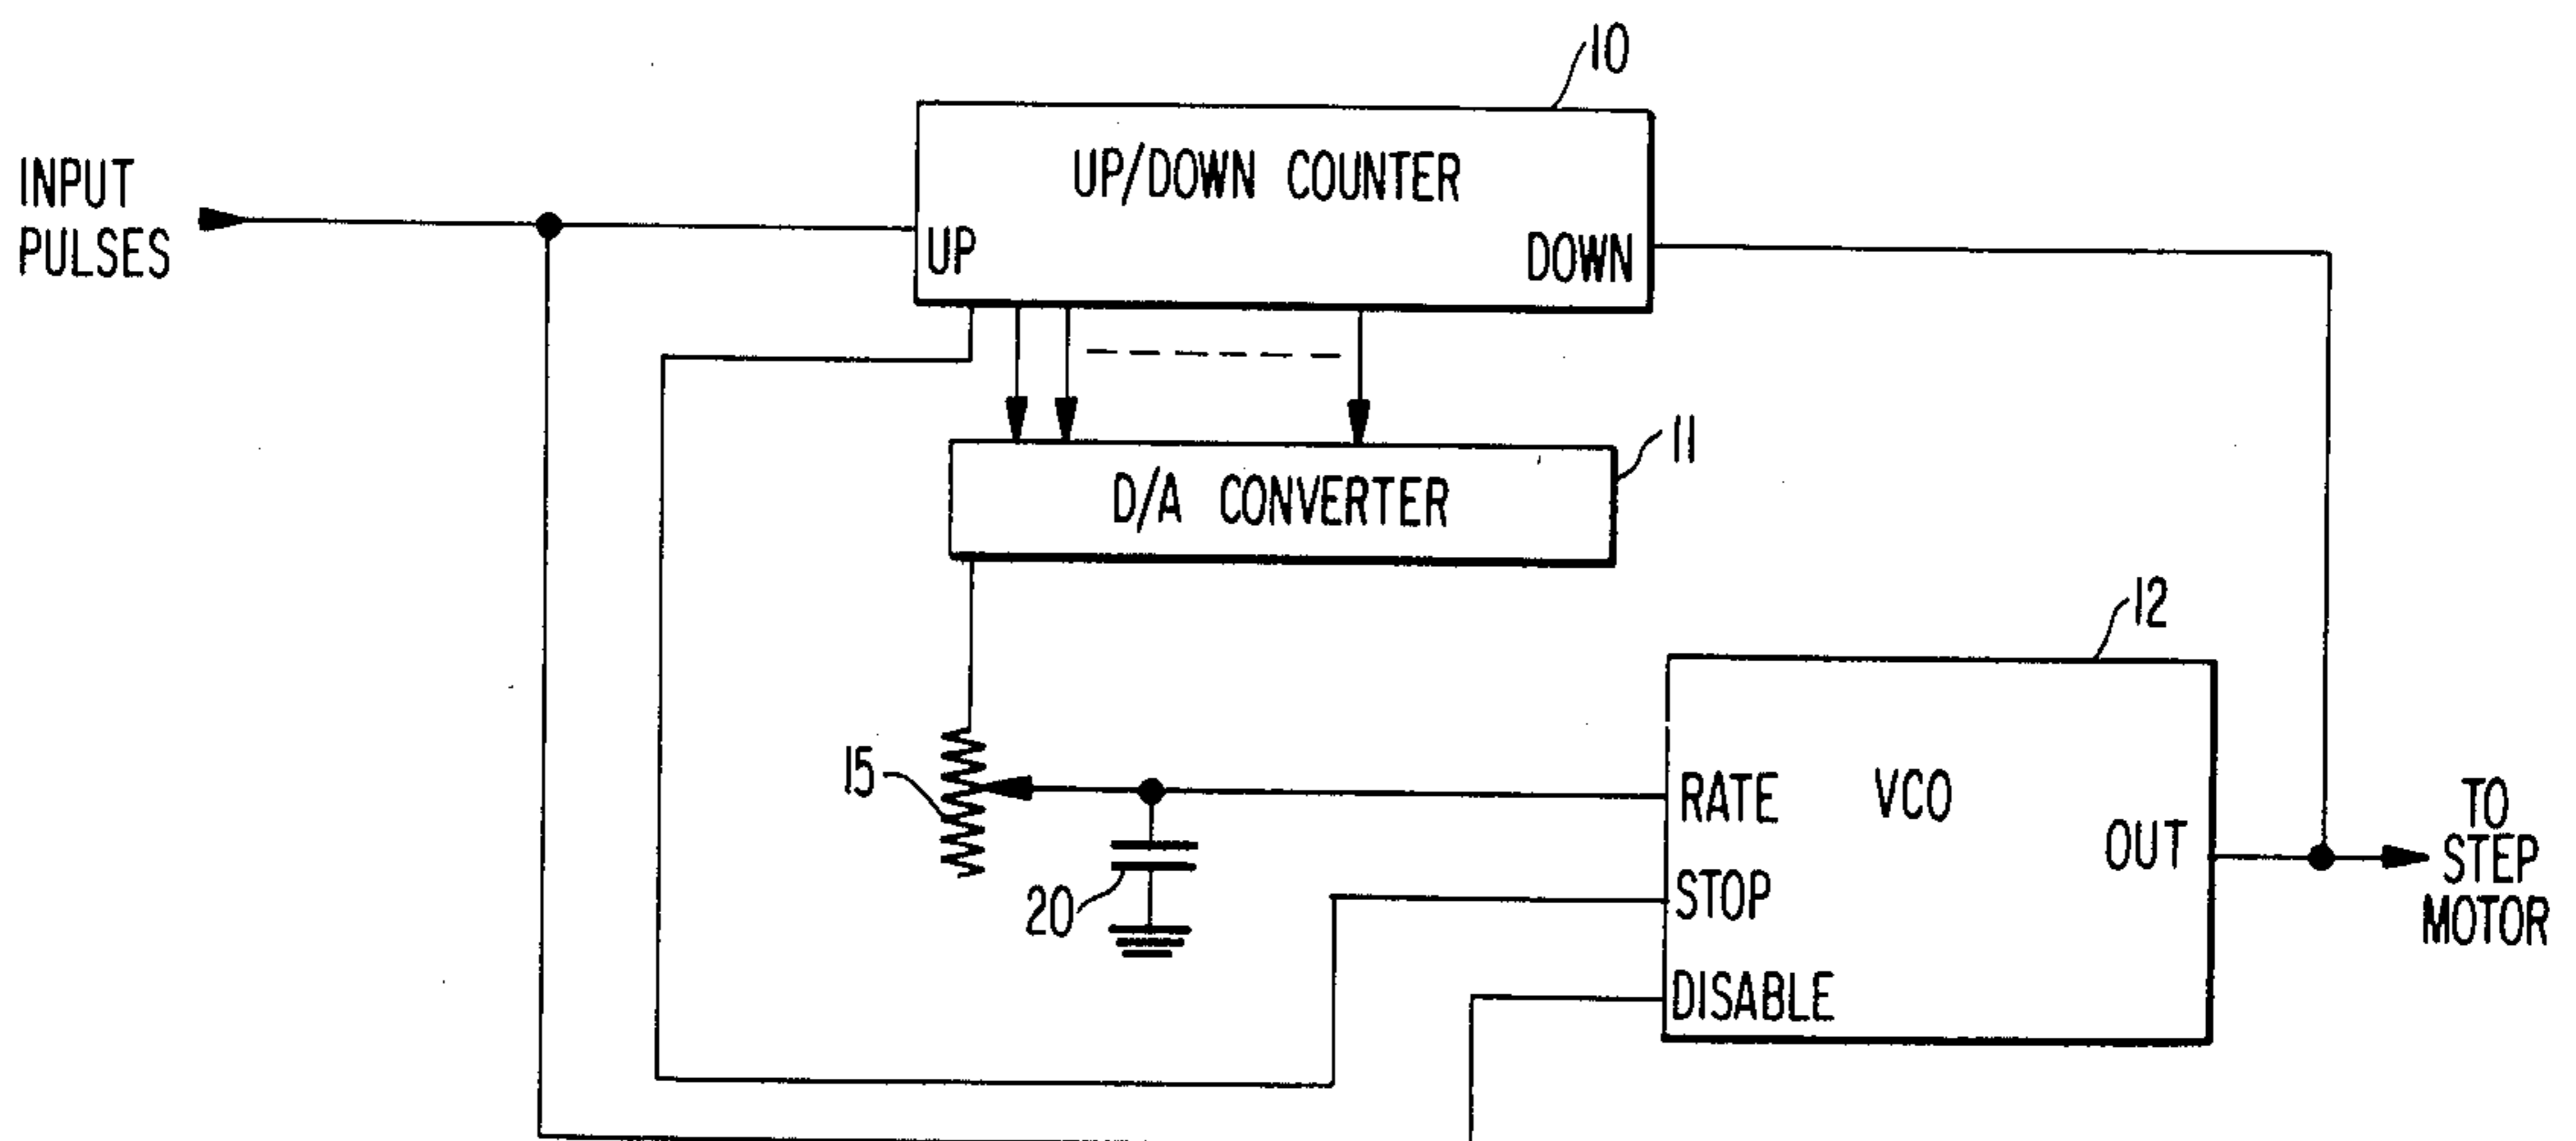 10
INPUT
PULSES
UP/DOWN COUNTER
UP
DOWN
11
D/A CONVERTER
12
15
RATE
VCO
OUT
TO
STEP
MOTOR
20
STOP
DISABLE